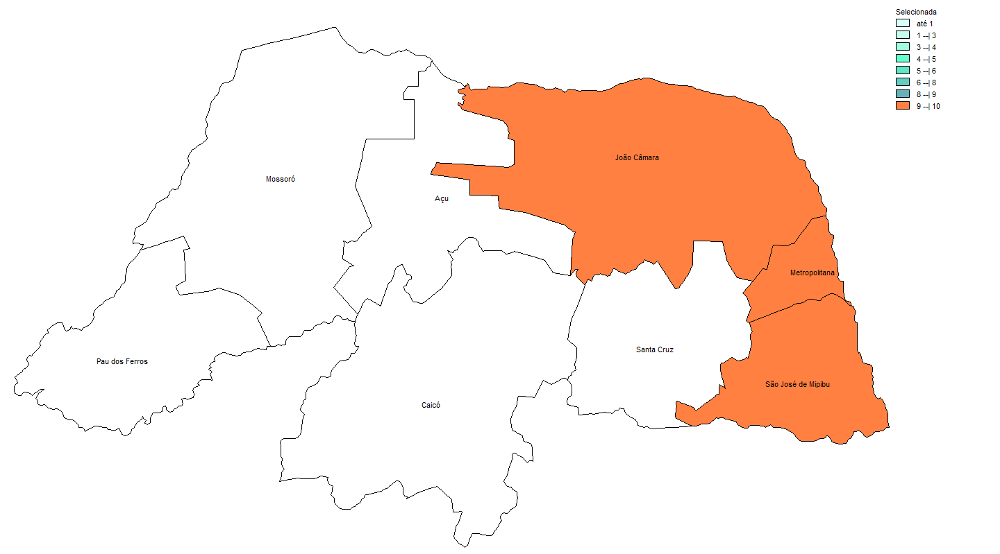 Selecionada
até 1
1 --| 3
3 --| 4
4 --| 5
5 --| 6
6 --| 8
8 --| 9
9 --| 10
João Câmara
Mossoró
Açu
Metropolitana
Santa Cruz
Pau dos Ferros
São José de Mipibu
Caicó